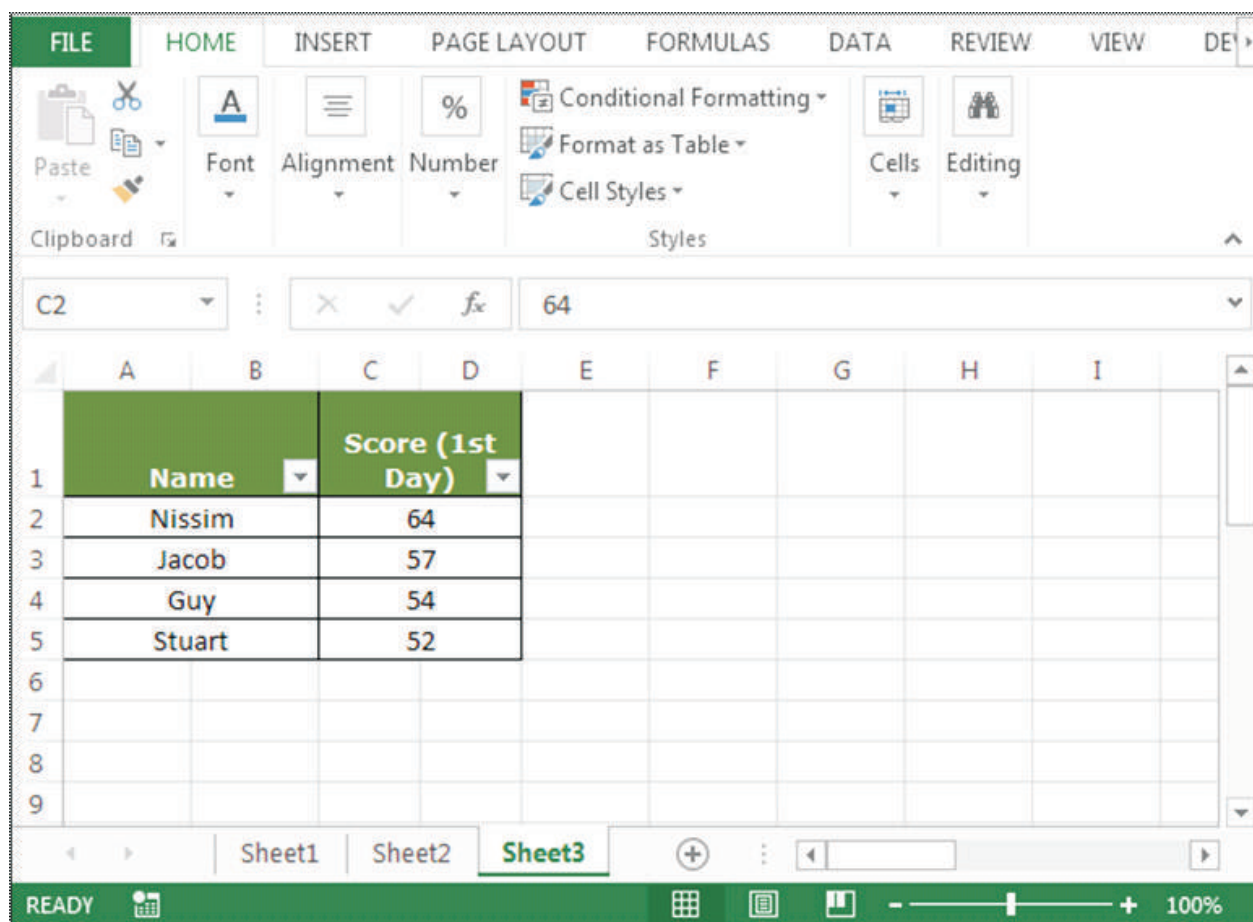 FILE HOME INSERT PAGE LAYOUT FORMULAS DATA REVIEW VIEW
Paste
Font
Alignment
Number
Conditional Formatting
Format as Table
Cell Styles
Cells
Editing
Clipboard
Styles
%
A
C2
fx
64
A B C D E F G H I
1 Name Score (1st
Day)
2 Nissim 64
3 Jacob 57
4 Guy 54
5 Stuart 52
6
7
8
9
Sheet1 Sheet2 Sheet3
READY
- + 100%